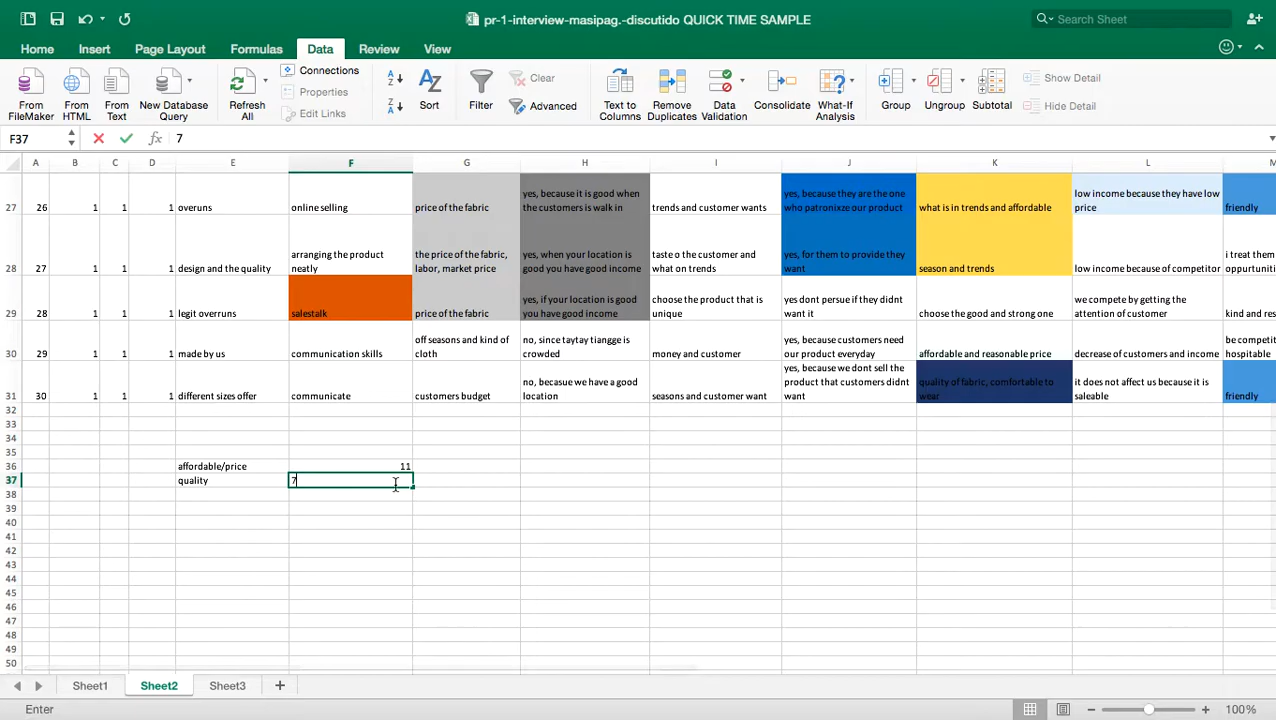 pr-1-interview-masipag.-discutido QUICK TIME SAMPLE
Search Sheet
Home Insert Page Layout Formulas Data Review View
From FileMaker
From HTML
From Text
New Database Query
Refresh All
Connections
Properties
Edit Links
Sort
Filter
Clear
Advanced
Text to Columns
Remove Duplicates
Data Validation
Consolidate
What-If Analysis
Group
Ungroup
Subtotal
Show Detail
Hide Detail
F37 fx 7
A B C D E F G H I J K L M
27 26 1 1 1 overuns
online selling
price of the fabric
yes, because it is good when
the customers is walk in
trends and customer wants
yes, because they are the one
who patronixze our product
what is in trends and affordable
low income because they have low
price
friendly
28 27 1 1 1 design and the quality
arranging the product
neatly
the price of the fabric,
labor, market price
yes, when your location is
good you have good income
taste o the customer and
what on trends
yes, for them to provide they
want
season and trends
low income because of competitor
i treat them
oppurtuniti
29 28 1 1 1 legit overruns
salestalk
price of the fabric
yes, if your location is good
you have good income
choose the product that is
unique
yes dont persue if they didnt
want it
choose the good and strong one
we compete by getting the
attention of customer
kind and res
30 29 1 1 1 made by us
communication skills
off seasons and kind of
cloth
no, since taytay tiangge is
crowded
money and customer
yes, because customers need
our product everyday
affordable and reasonable price
decrease of customers and income
be competit
hospitable
31 30 1 1 1 different sizes offer
communicate
customers budget
no, becasue we have a good
location
seasons and customer want
yes, because we dont sell the
product that customers didnt
want
quality of fabric, comfortable to
wear
it does not affect us because it is
saleable
friendly
32
33
34
35
36 affordable/price 11
37 quality 7
38
39
40
41
42
43
44
45
46
47
48
49
50
Sheet1 Sheet2 Sheet3
Enter 100%